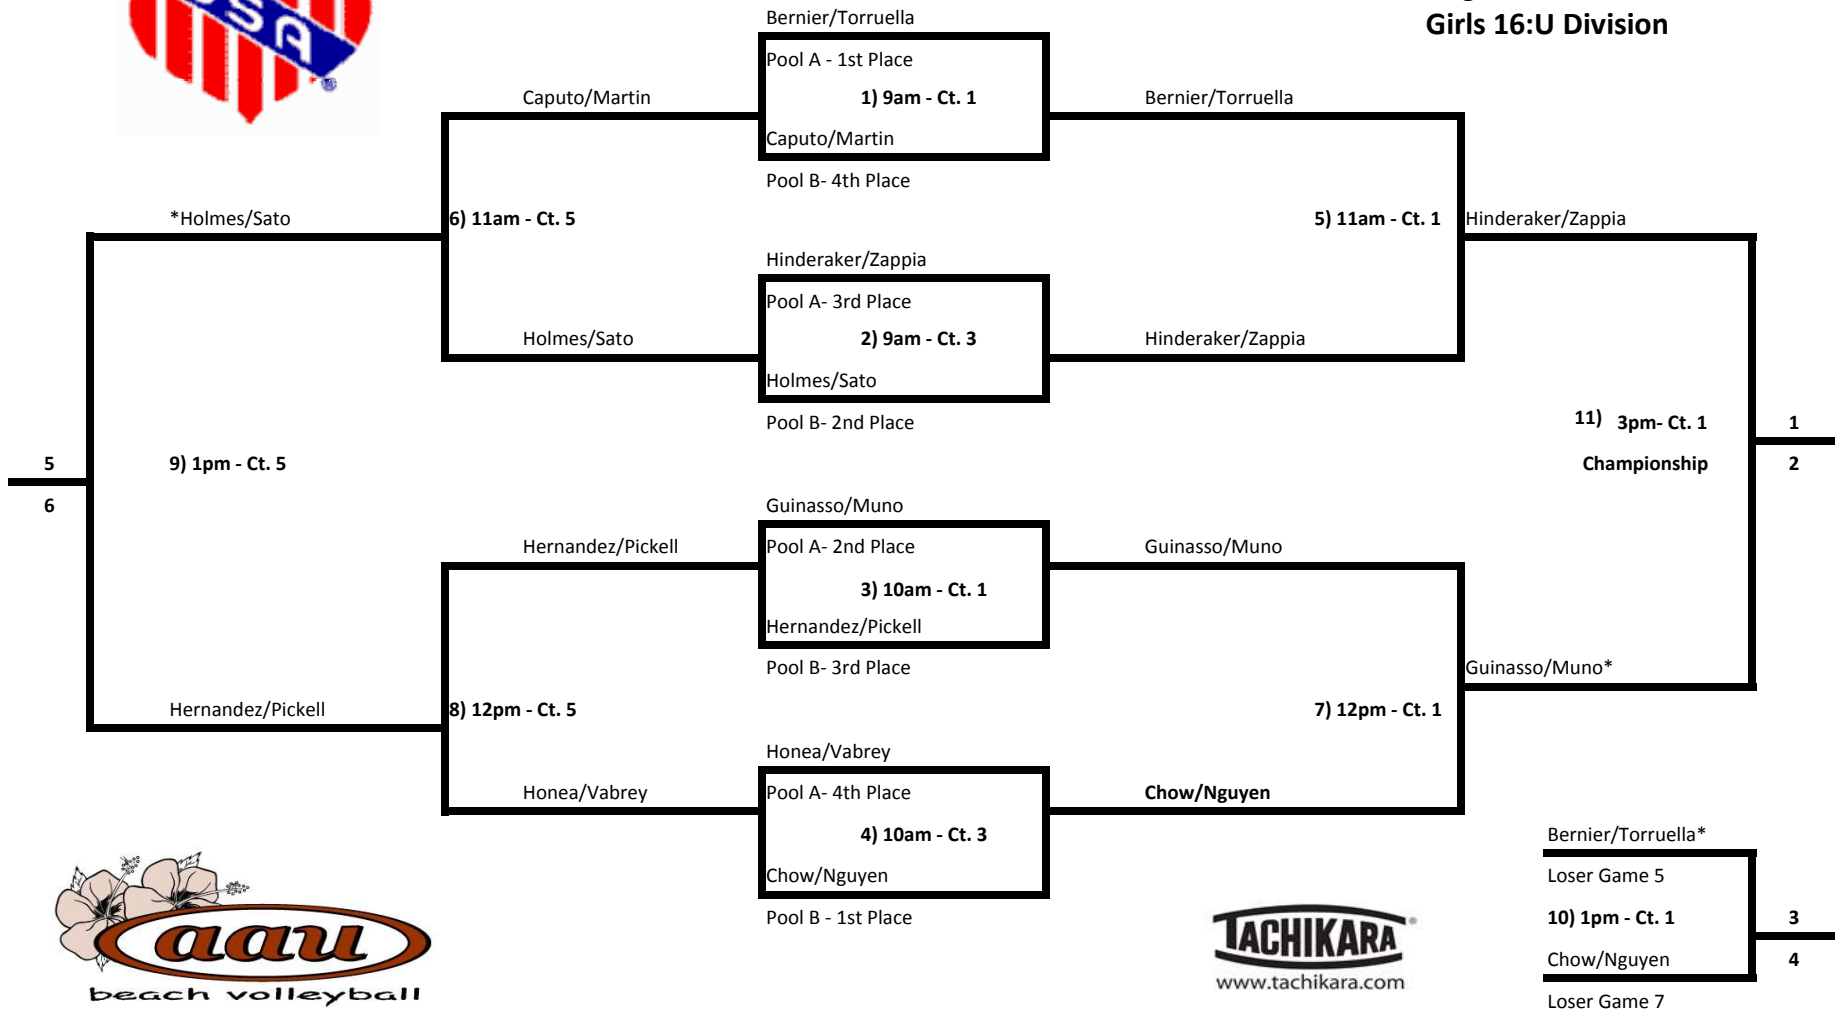 Girls 16:U Division
Bernier/Torruella
Pool A - 1st Place
Caputo/Martin
1) 9am - Ct. 1
Bernier/Torruella
Caputo/Martin
Pool B- 4th Place
*Holmes/Sato
6) 11am - Ct. 5
5) 11am - Ct. 1
Hinderaker/Zappia
Hinderaker/Zappia
Pool A- 3rd Place
Holmes/Sato
2) 9am - Ct. 3
Hinderaker/Zappia
Holmes/Sato
Pool B- 2nd Place
11) 3pm- Ct. 1
1
5
9) 1pm - Ct. 5
Championship
2
6
Guinasso/Muno
Hernandez/Pickell
Pool A- 2nd Place
Guinasso/Muno
3) 10am - Ct. 1
Hernandez/Pickell
Pool B- 3rd Place
Guinasso/Muno*
Hernandez/Pickell
8) 12pm - Ct. 5
7) 12pm - Ct. 1
Honea/Vabrey
Honea/Vabrey
Pool A- 4th Place
Chow/Nguyen
4) 10am - Ct. 3
Bernier/Torruella*
Chow/Nguyen
Loser Game 5
Pool B - 1st Place
10) 1pm - Ct. 1
3
Chow/Nguyen
4
Loser Game 7
aau
beach volleyball
TACHIKARA
www.tachikara.com